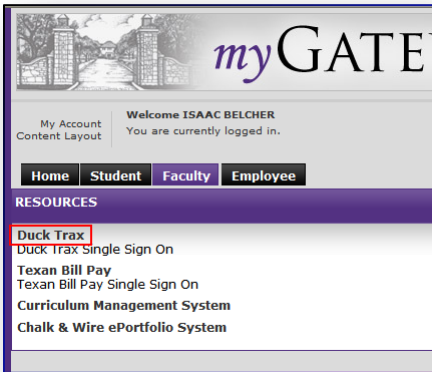 myGATE
My Account
Content Layout
Welcome ISAAC BELCHER
You are currently logged in.
Home Student Faculty Employee
RESOURCES
Duck Trax
Duck Trax Single Sign On
Texan Bill Pay
Texan Bill Pay Single Sign On
Curriculum Management System
Chalk & Wire ePortfolio System